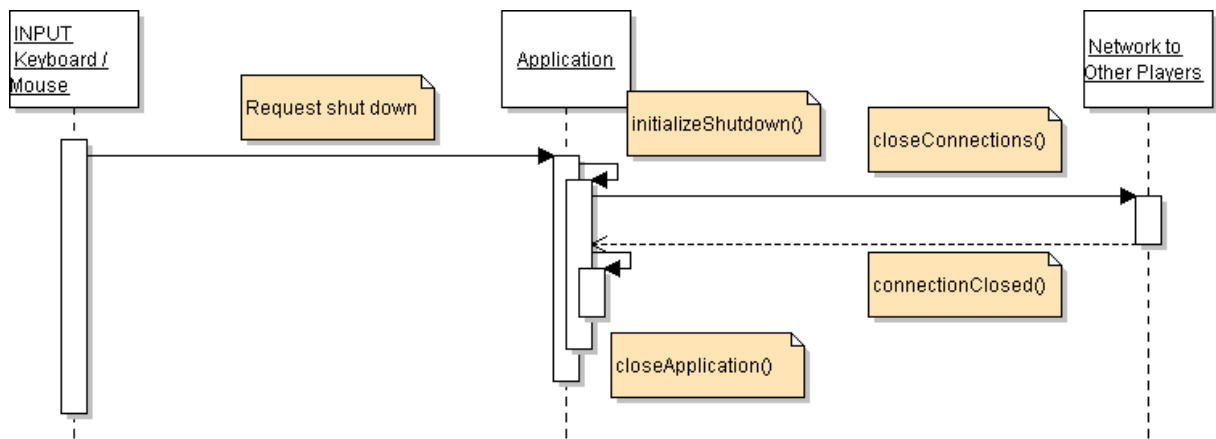 INPUT
Keyboard /
Mouse
Application
Network to
Other Players
Request shut down
initializeShutdown()
closeConnections()
connectionClosed()
closeApplication()